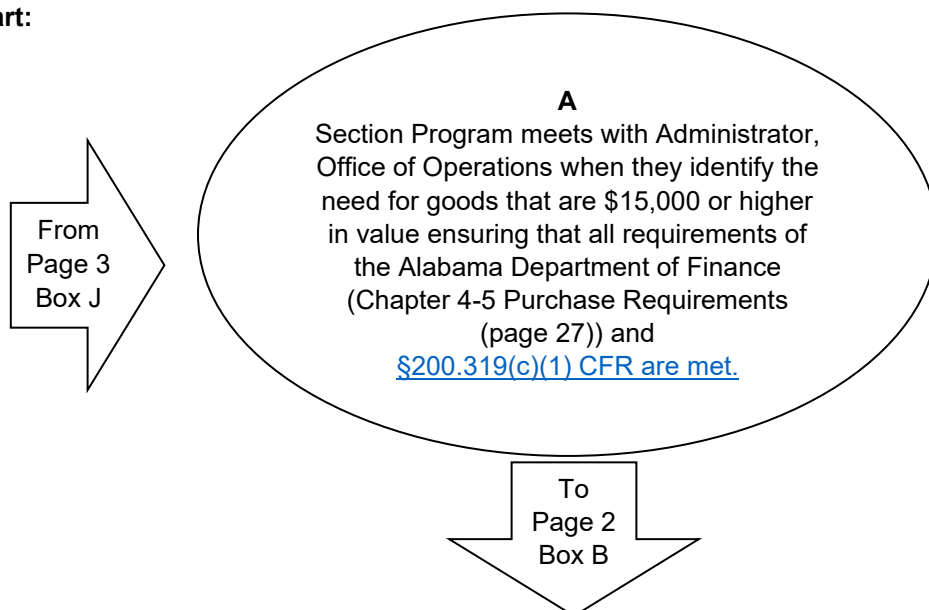 art:
A
Section Program meets with Administrator,
Office of Operations when they identify the
need for goods that are $15,000 or higher
in value ensuring that all requirements of
the Alabama Department of Finance
(Chapter 4-5 Purchase Requirements
(page 27)) and
§200.319(c)(1) CFR are met.
From
Page 3
Box J
To
Page 2
Box B